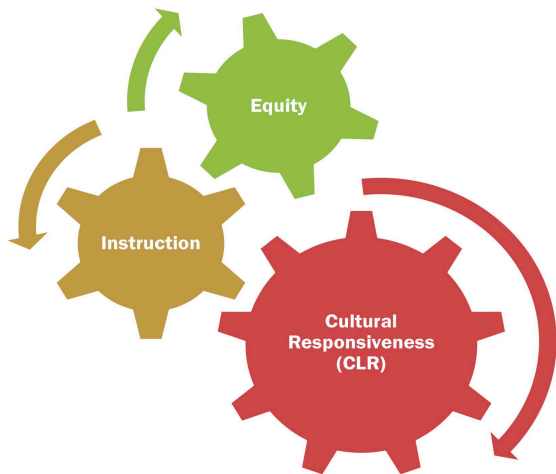 Equity
Instruction
Cultural
Responsiveness
(CLR)